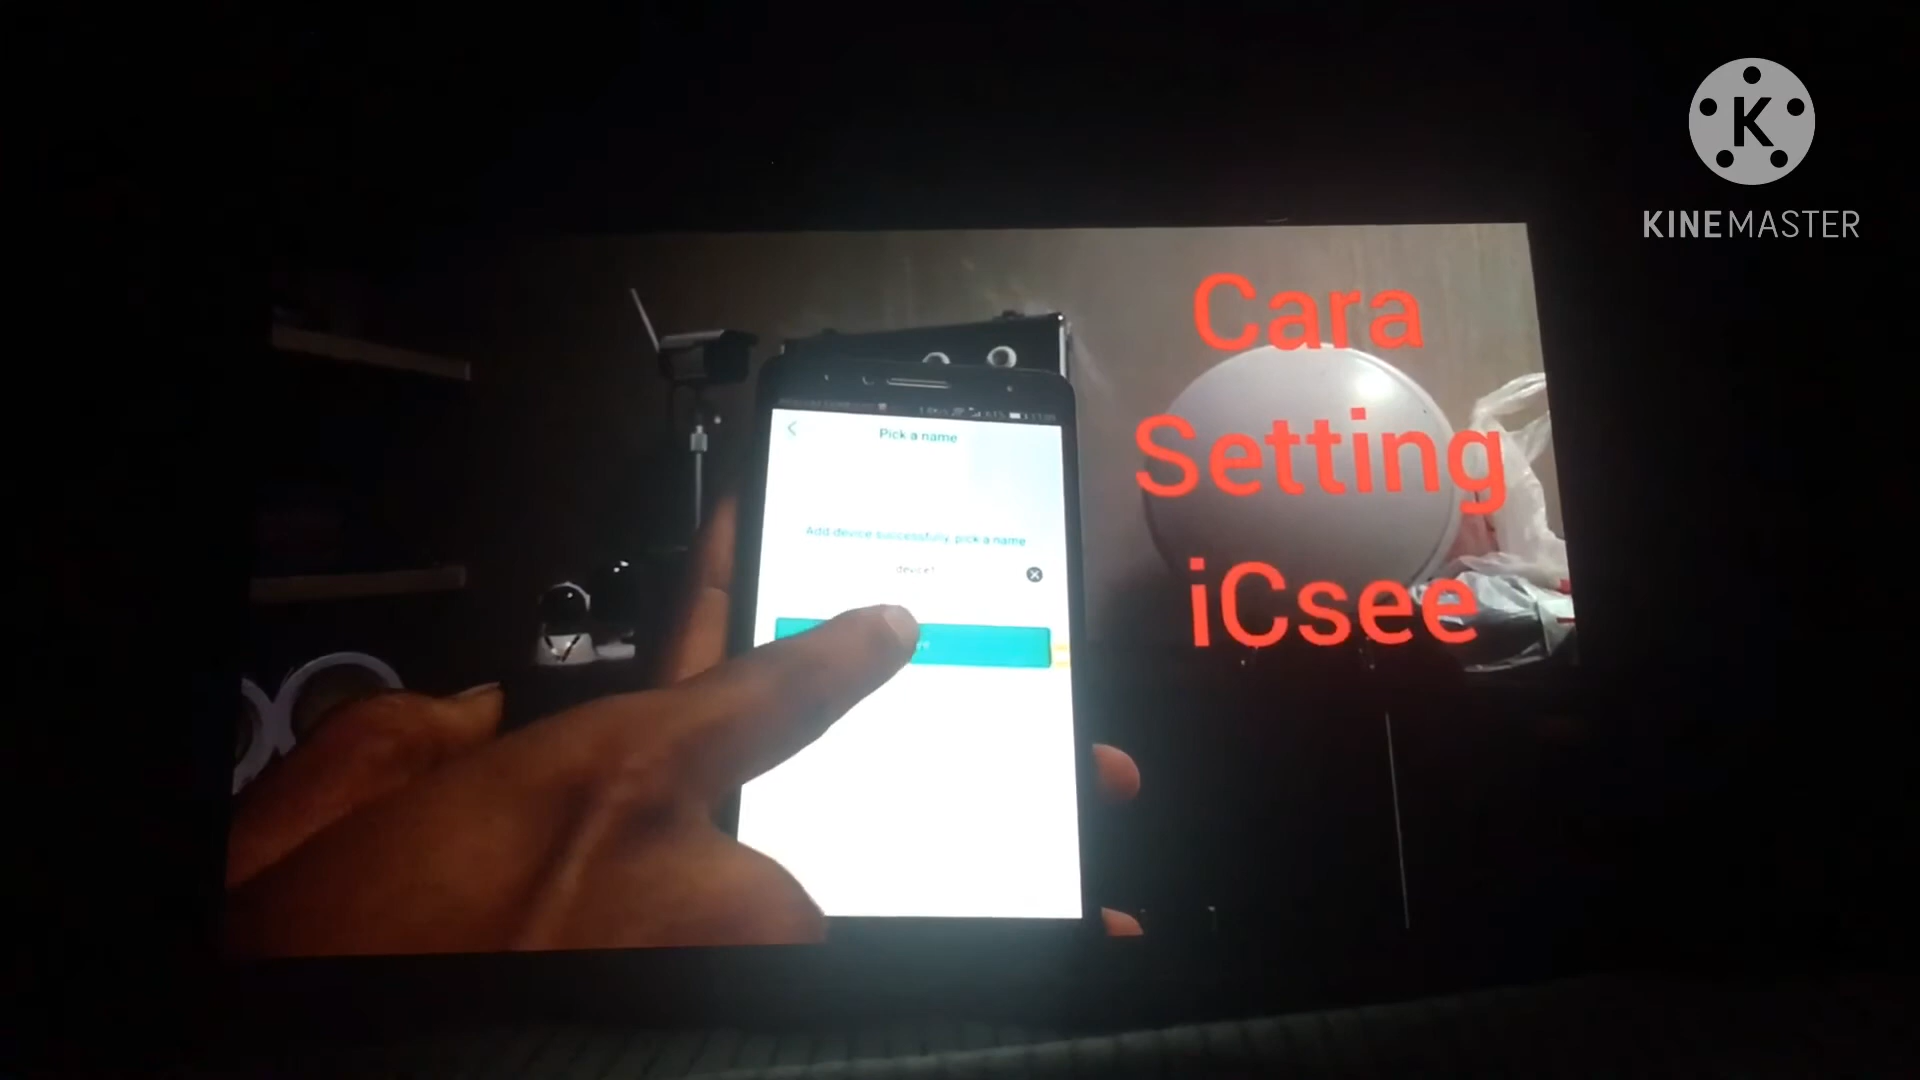 K
KINEMASTER
Cara
Setting
iCsee
Pick a name
Add device successfully, pick a name
device1